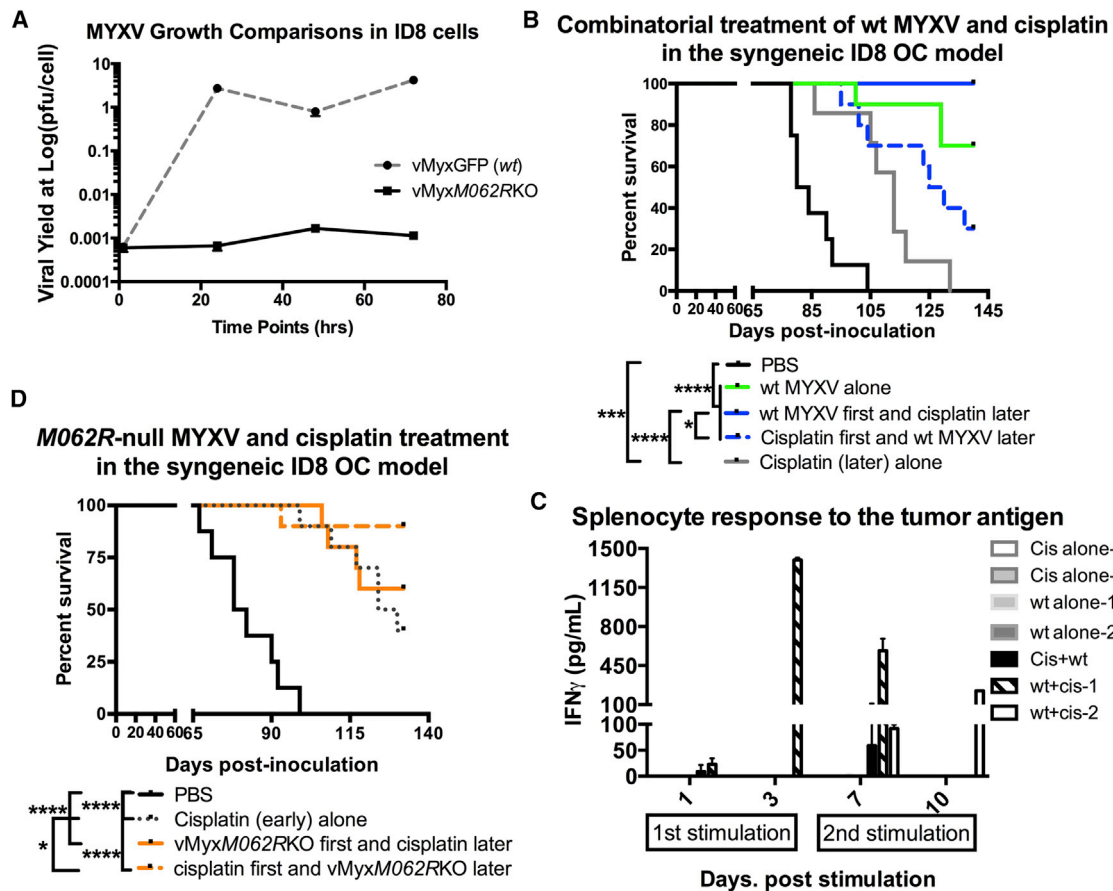 A
MYXV Growth Comparisons in ID8 cells
Viral Yield at Log(pfu/cell)
10
1
0.1
0.01
0.001
0.0001
0 20 40 60 80
Time Points (hrs)
vMyxGFP (wt)
vMyxM062RKO
B
Combinatorial treatment of wt MYXV and cisplatin
in the syngeneic ID8 OC model
Percent survival
100
80
60
40
20
0
0 20 40 60 65 85 105 125 145
Days post-inoculation
PBS
wt MYXV alone
wt MYXV first and cisplatin later
Cisplatin first and wt MYXV later
Cisplatin (later) alone
***
****
****
*
D
M062R-null MYXV and cisplatin treatment
in the syngeneic ID8 OC model
Percent survival
100
75
50
25
0
0 20 40 60 65 90 115 140
Days post-inoculation
PBS
Cisplatin (early) alone
vMyxM062RKO first and cisplatin later
cisplatin first and vMyxM062RKO later
****
*
****
****
C
Splenocyte response to the tumor antigen
IFNγ (pg/mL)
1500
1150
800
450
100
100
50
0
1 3 7 10
1st stimulation
2nd stimulation
Days. post stimulation
Cis alone-
Cis alone-
wt alone-1
wt alone-2
Cis+wt
wt+cis-1
wt+cis-2